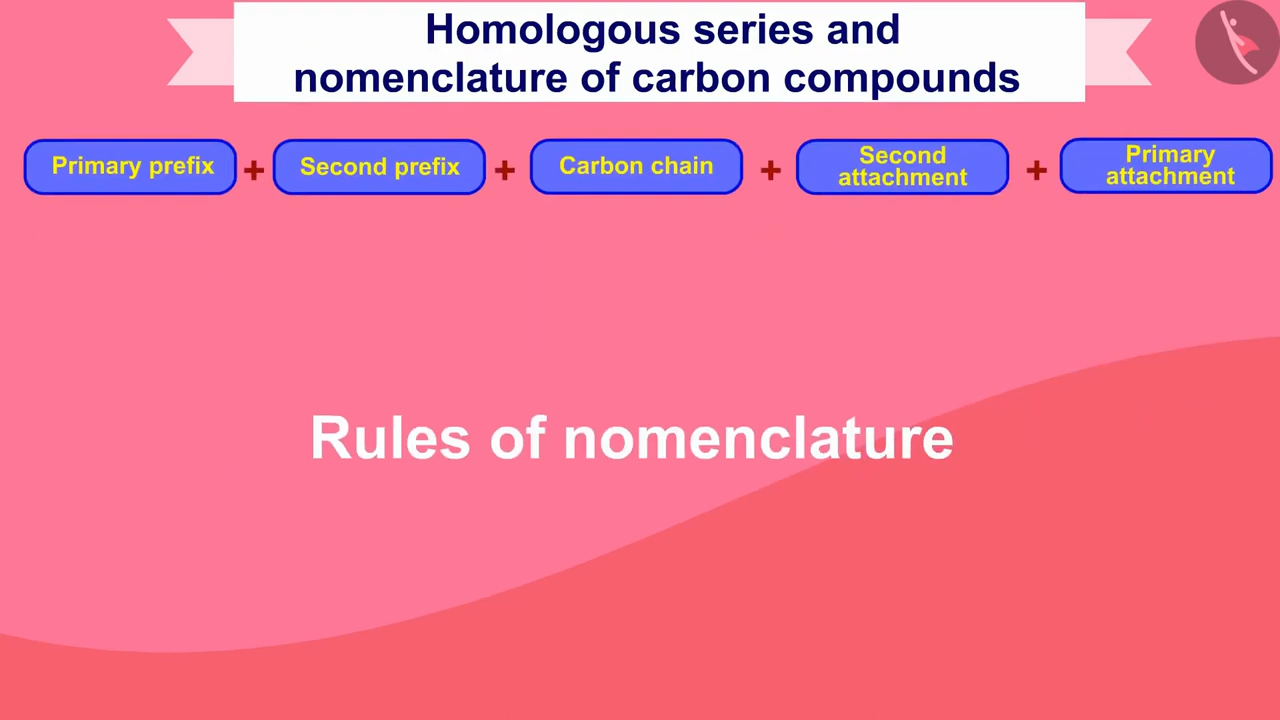 Homologous series and
nomenclature of carbon compounds
Primary prefix + Second prefix + Carbon chain + Second attachment + Primary attachment
Rules of nomenclature